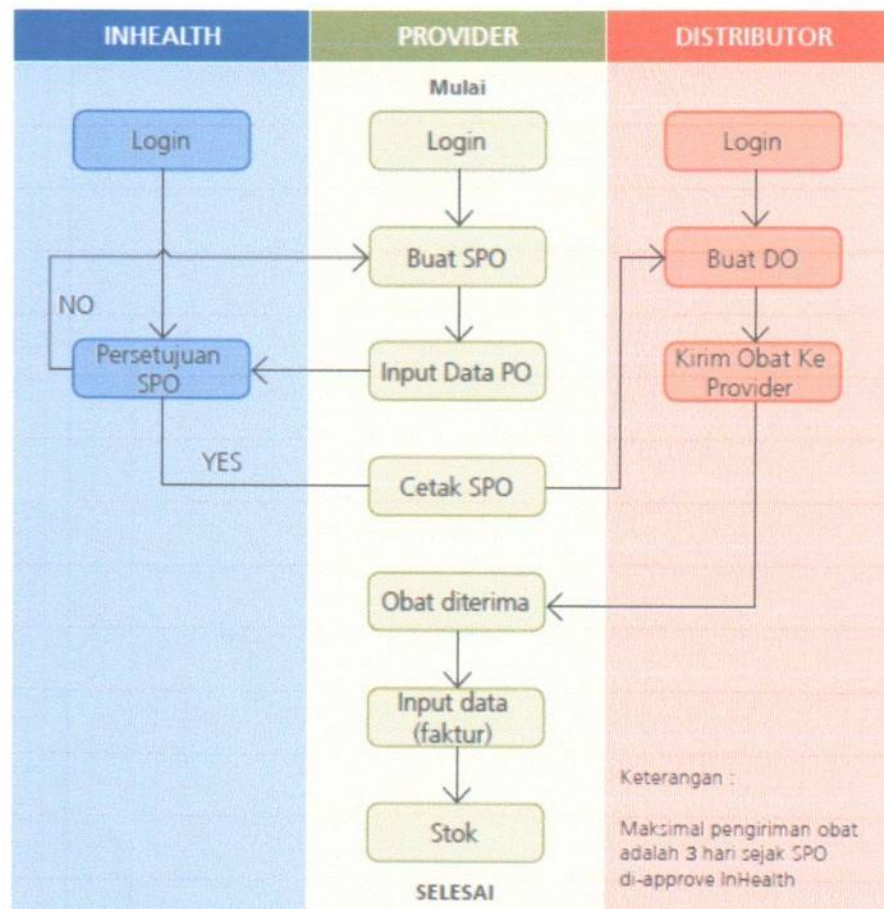 INHEALTH
PROVIDER
DISTRIBUTOR
Mulai
Login
Login
Login
Buat SPO
Buat DO
NO
Persetujuan
SPO
Input Data PO
Kirim Obat Ke
Provider
YES
Cetak SPO
Obat diterima
Input data
(faktur)
Keterangan :
Stok
Maksimal pengiriman obat
adalah 3 hari sejak SPO
di-approve InHealth
SELESAI